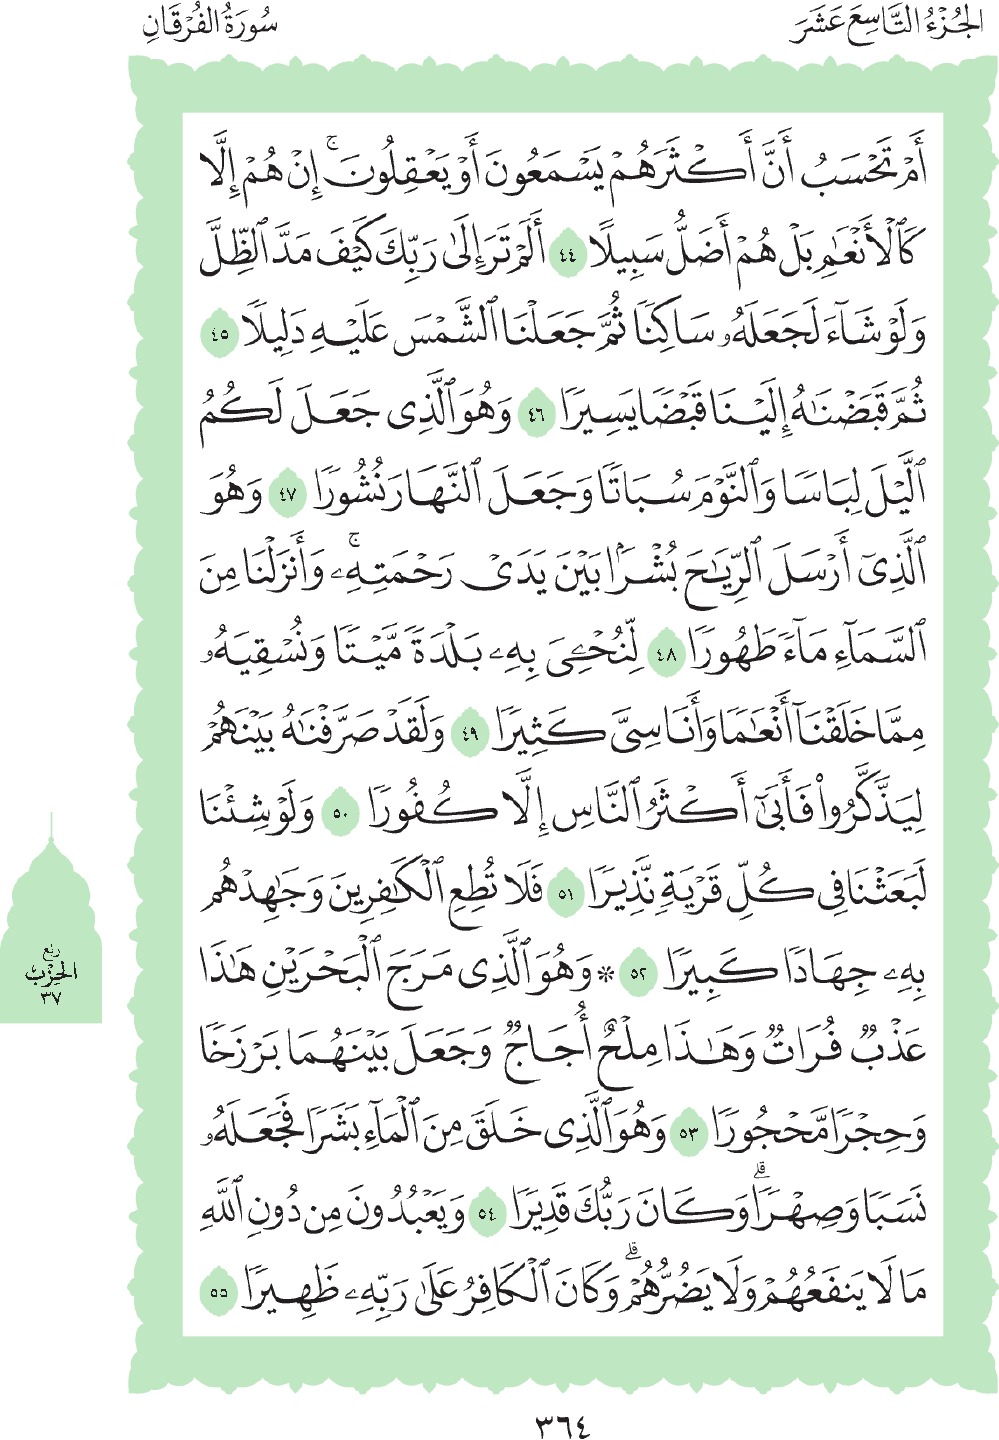 الجُزْءُ التَّاسِعَ عَشَرَ
سُورَةُ الفُرْقَانِ
أَمْ تَحْسَبُ أَنَّ أَكْثَرَهُمْ يَسْمَعُونَ أَوْ يَعْقِلُونَ ۚ إِنْ هُمْ إِلَّا
كَٱلْأَنْعَٰمِ بَلْ هُمْ أَضَلُّ سَبِيلًا ٤٤ أَلَمْ تَرَ إِلَىٰ رَبِّكَ كَيْفَ مَدَّ ٱلظِّلَّ
وَلَوْ شَآءَ لَجَعَلَهُۥ سَاكِنًا ثُمَّ جَعَلْنَا ٱلشَّمْسَ عَلَيْهِ دَلِيلًا ٤٥
ثُمَّ قَبَضْنَٰهُ إِلَيْنَا قَبْضًا يَسِيرًا ٤٦ وَهُوَ ٱلَّذِى جَعَلَ لَكُمُ
ٱلَّيْلَ لِبَاسًا وَٱلنَّوْمَ سُبَاتًا وَجَعَلَ ٱلنَّهَارَ نُشُورًا ٤٧ وَهُوَ
ٱلَّذِىٓ أَرْسَلَ ٱلرِّيَٰحَ بُشْرًۢا بَيْنَ يَدَىْ رَحْمَتِهِۦ ۚ وَأَنزَلْنَا مِنَ
ٱلسَّمَآءِ مَآءً طَهُورًا ٤٨ لِّنُحْـِۧىَ بِهِۦ بَلْدَةً مَّيْتًا وَنُسْقِيَهُۥ
مِمَّا خَلَقْنَآ أَنْعَٰمًا وَأَنَاسِىَّ كَثِيرًا ٤٩ وَلَقَدْ صَرَّفْنَٰهُ بَيْنَهُمْ
لِيَذَّكَّرُوا۟ فَأَبَىٰٓ أَكْثَرُ ٱلنَّاسِ إِلَّا كُفُورًا ٥٠ وَلَوْ شِئْنَا
لَبَعَثْنَا فِى كُلِّ قَرْيَةٍ نَّذِيرًا ٥١ فَلَا تُطِعِ ٱلْكَٰفِرِينَ وَجَٰهِدْهُم
بِهِۦ جِهَادًا كَبِيرًا ٥٢ ۞ وَهُوَ ٱلَّذِى مَرَجَ ٱلْبَحْرَيْنِ هَٰذَا
عَذْبٌ فُرَاتٌ وَهَٰذَا مِلْحٌ أُجَاجٌ وَجَعَلَ بَيْنَهُمَا بَرْزَخًا
وَحِجْرًا مَّحْجُورًا ٥٣ وَهُوَ ٱلَّذِى خَلَقَ مِنَ ٱلْمَآءِ بَشَرًا فَجَعَلَهُۥ
نَسَبًا وَصِهْرًا ۗ وَكَانَ رَبُّكَ قَدِيرًا ٥٤ وَيَعْبُدُونَ مِن دُونِ ٱللَّهِ
مَا لَا يَنفَعُهُمْ وَلَا يَضُرُّهُمْ ۗ وَكَانَ ٱلْكَافِرُ عَلَىٰ رَبِّهِۦ ظَهِيرًا ٥٥
رُبْع
الحِزْب
٣٧
٣٦٤